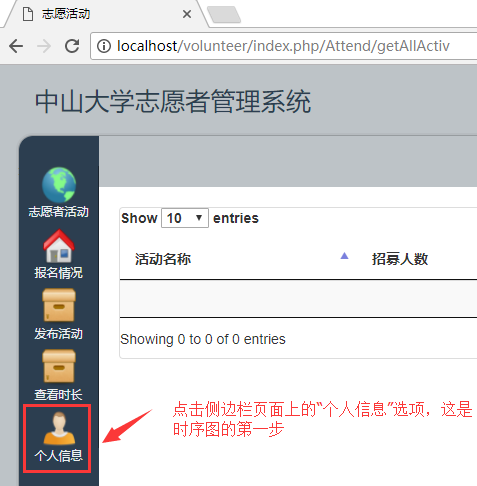 志愿活动
localhost/volunteer/index.php/Attend/getAllActiv
中山大学志愿者管理系统
志愿者活动
报名情况
发布活动
查看时长
个人信息
Show 10 entries
活动名称 招募人数
Showing 0 to 0 of 0 entries
点击侧边栏页面上的“个人信息”选项，这是
时序图的第一步